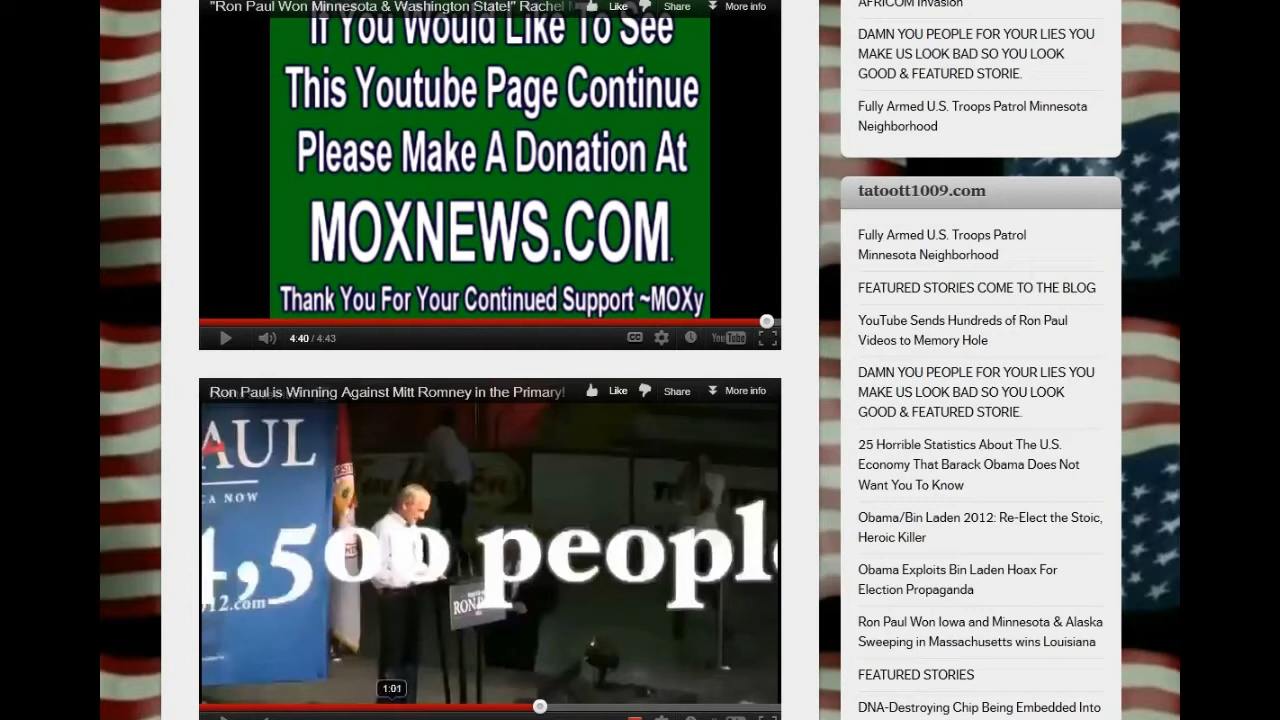 "Ron Paul Won Minnesota & Washington State!" Rachel
Like
Share
More info
If You Would Like To See
This Youtube Page Continue
Please Make A Donation At
MOXNEWS.COM.
Thank You For Your Continued Support ~MOXy
4:40 / 4:43
CC
YouTube
Ron Paul is Winning Against Mitt Romney in the Primary!
Like
Share
More info
AUL
CA NOW
4,500 people
12.com
RON
1:01
AFRICOM Invasion
DAMN YOU PEOPLE FOR YOUR LIES YOU
MAKE US LOOK BAD SO YOU LOOK
GOOD & FEATURED STORIE.
Fully Armed U.S. Troops Patrol Minnesota
Neighborhood
tatoott1009.com
Fully Armed U.S. Troops Patrol
Minnesota Neighborhood
FEATURED STORIES COME TO THE BLOG
YouTube Sends Hundreds of Ron Paul
Videos to Memory Hole
DAMN YOU PEOPLE FOR YOUR LIES YOU
MAKE US LOOK BAD SO YOU LOOK
GOOD & FEATURED STORIE.
25 Horrible Statistics About The U.S.
Economy That Barack Obama Does Not
Want You To Know
Obama/Bin Laden 2012: Re-Elect the Stoic,
Heroic Killer
Obama Exploits Bin Laden Hoax For
Election Propaganda
Ron Paul Won Iowa and Minnesota & Alaska
Sweeping in Massachusetts wins Louisiana
FEATURED STORIES
DNA-Destroying Chip Being Embedded Into